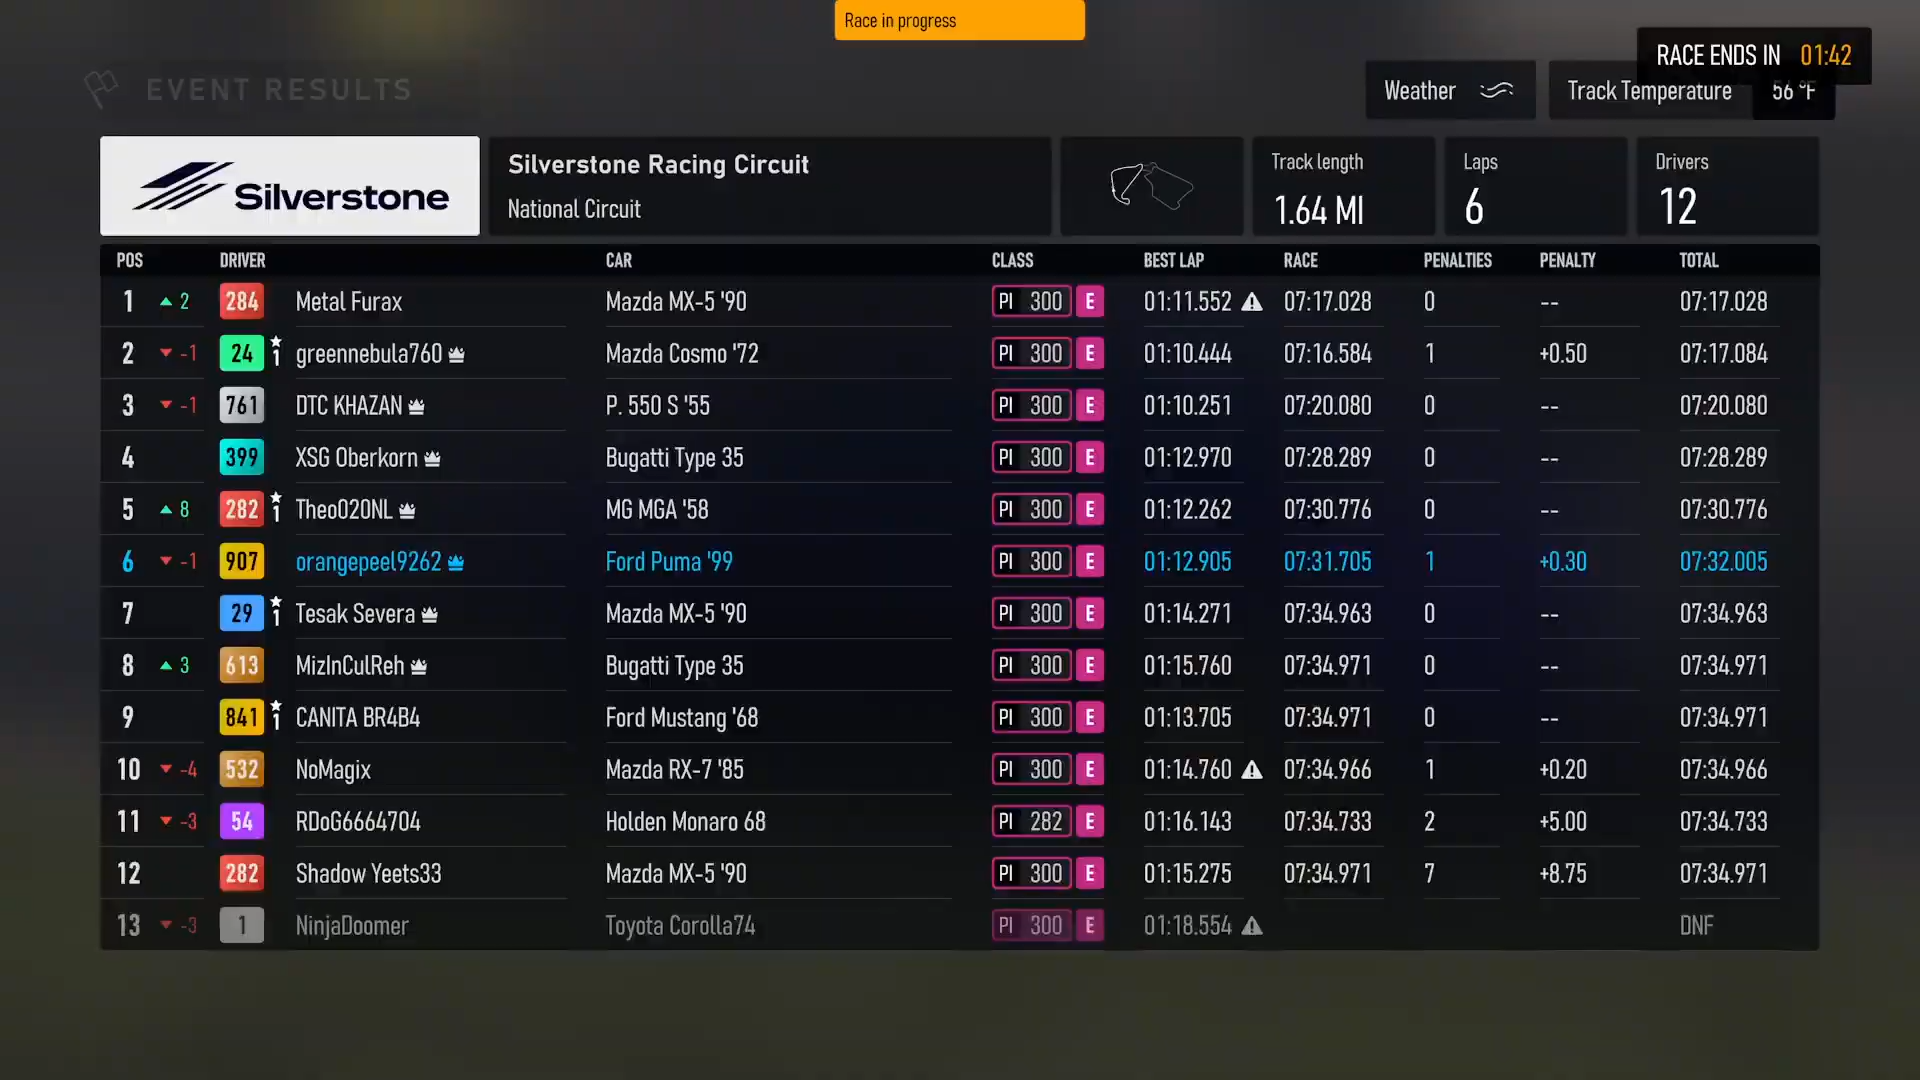 Race in progress
RACE ENDS IN 01:42
EVENT RESULTS
Weather
Track Temperature 56 °F
Silverstone
Silverstone Racing Circuit
National Circuit
Track length
1.64 MI
Laps
6
Drivers
12
POS DRIVER CAR CLASS BEST LAP RACE PENALTIES PENALTY TOTAL
1 2 284 Metal Furax Mazda MX-5 '90 PI 300 E 01:11.552 07:17.028 0 -- 07:17.028
2 -1 24 1 greennebula760 Mazda Cosmo '72 PI 300 E 01:10.444 07:16.584 1 +0.50 07:17.084
3 -1 761 DTC KHAZAN P. 550 S '55 PI 300 E 01:10.251 07:20.080 0 -- 07:20.080
4 399 XSG Oberkorn Bugatti Type 35 PI 300 E 01:12.970 07:28.289 0 -- 07:28.289
5 8 282 1 Theo020NL MG MGA '58 PI 300 E 01:12.262 07:30.776 0 -- 07:30.776
6 -1 907 orangepeel9262 Ford Puma '99 PI 300 E 01:12.905 07:31.705 1 +0.30 07:32.005
7 29 1 Tesak Severa Mazda MX-5 '90 PI 300 E 01:14.271 07:34.963 0 -- 07:34.963
8 3 613 MizInCulReh Bugatti Type 35 PI 300 E 01:15.760 07:34.971 0 -- 07:34.971
9 841 1 CANITA BR4B4 Ford Mustang '68 PI 300 E 01:13.705 07:34.971 0 -- 07:34.971
10 -4 532 NoMagix Mazda RX-7 '85 PI 300 E 01:14.760 07:34.966 1 +0.20 07:34.966
11 -3 54 RDoG6664704 Holden Monaro 68 PI 282 E 01:16.143 07:34.733 2 +5.00 07:34.733
12 282 Shadow Yeets33 Mazda MX-5 '90 PI 300 E 01:15.275 07:34.971 7 +8.75 07:34.971
13 -3 1 NinjaDoomer Toyota Corolla74 PI 300 E 01:18.554 DNF